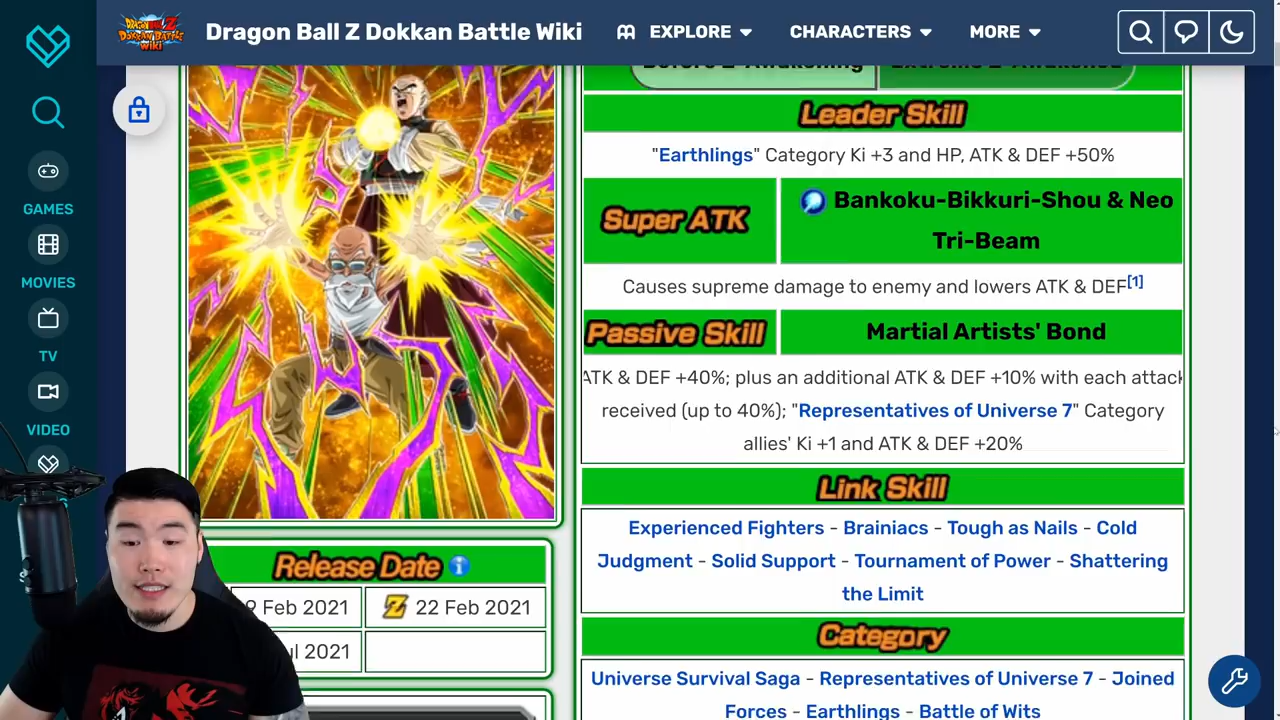 Dragon Ball Z Dokkan Battle Wiki
EXPLORE
CHARACTERS
MORE
GAMES
MOVIES
TV
VIDEO
Leader Skill
"Earthlings" Category Ki +3 and HP, ATK & DEF +50%
Super ATK
Bankoku-Bikkuri-Shou & Neo
Tri-Beam
Causes supreme damage to enemy and lowers ATK & DEF[1]
Passive Skill
Martial Artists' Bond
ATK & DEF +40%; plus an additional ATK & DEF +10% with each attack
received (up to 40%); "Representatives of Universe 7" Category
allies' Ki +1 and ATK & DEF +20%
Link Skill
Experienced Fighters - Brainiacs - Tough as Nails - Cold
Judgment - Solid Support - Tournament of Power - Shattering
the Limit
Category
Universe Survival Saga - Representatives of Universe 7 - Joined
Forces - Earthlings - Battle of Wits
Release Date
9 Feb 2021
Z 22 Feb 2021
2021